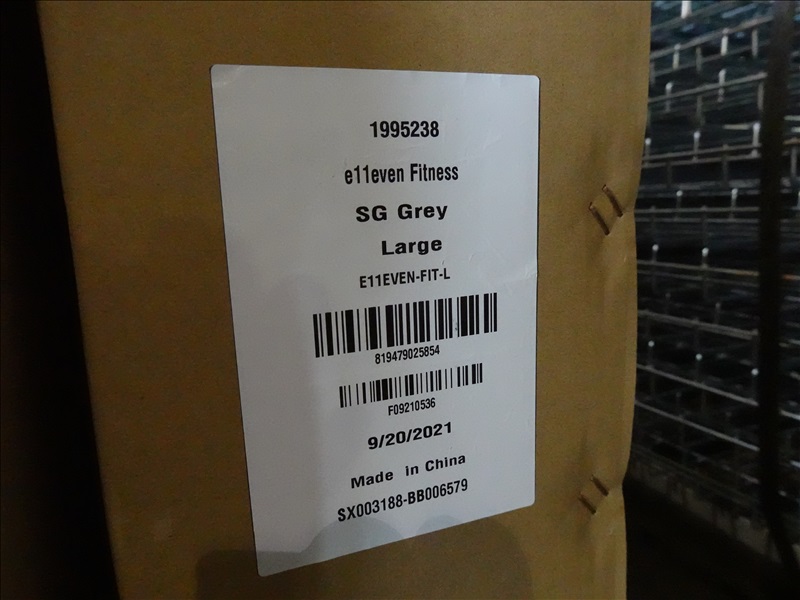 1995238
e11even Fitness
SG Grey
Large
E11EVEN-FIT-L
819479025854
F09210536
9/20/2021
Made in China
SX003188-BB006579